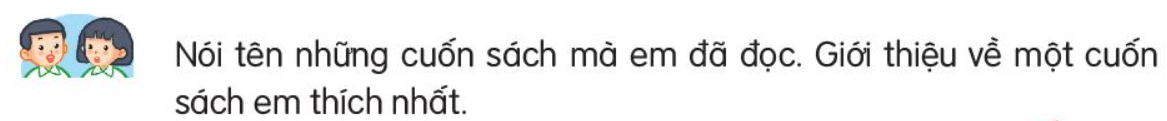 Nói tên những cuốn sách mà em đã đọc. Giới thiệu về một cuốn
sách em thích nhất.